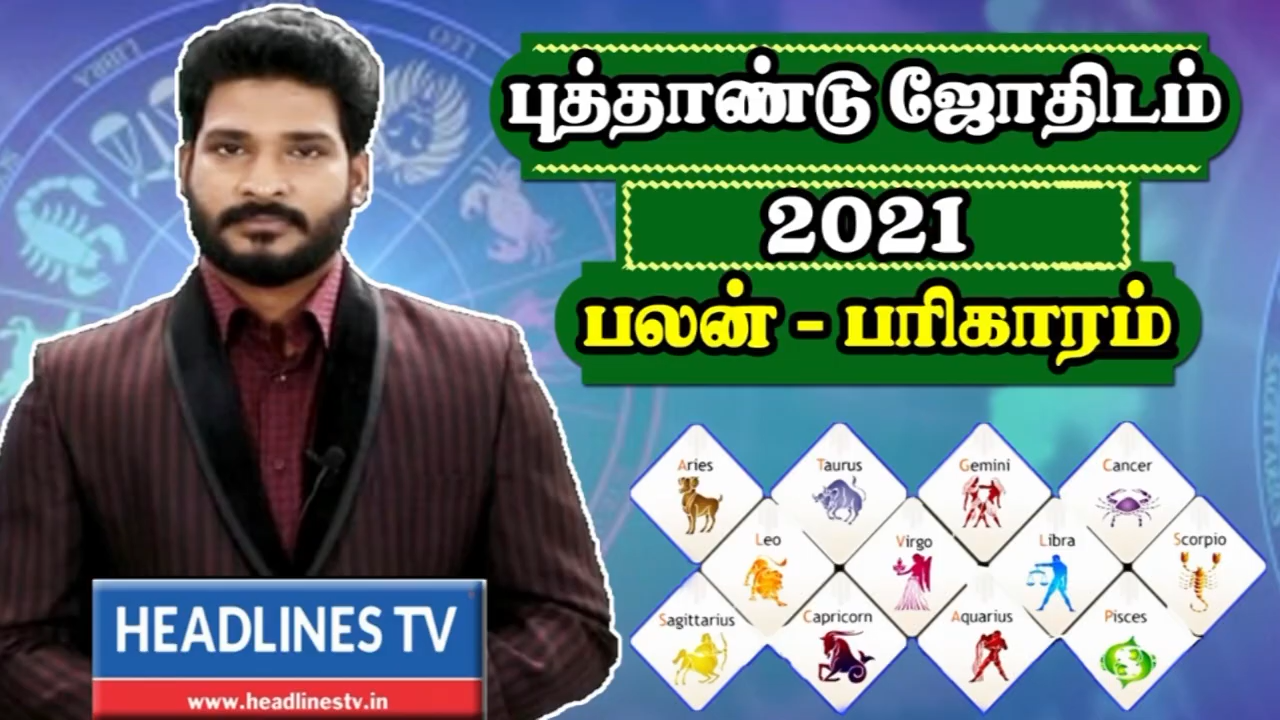 புத்தாண்டு ஜோதிடம்
2021
பலன் - பரிகாரம்
Aries
Taurus
Gemini
Cancer
Leo
Virgo
Libra
Scorpio
Sagittarius
Capricorn
Aquarius
Pisces
HEADLINES TV
www.headlinestv.in